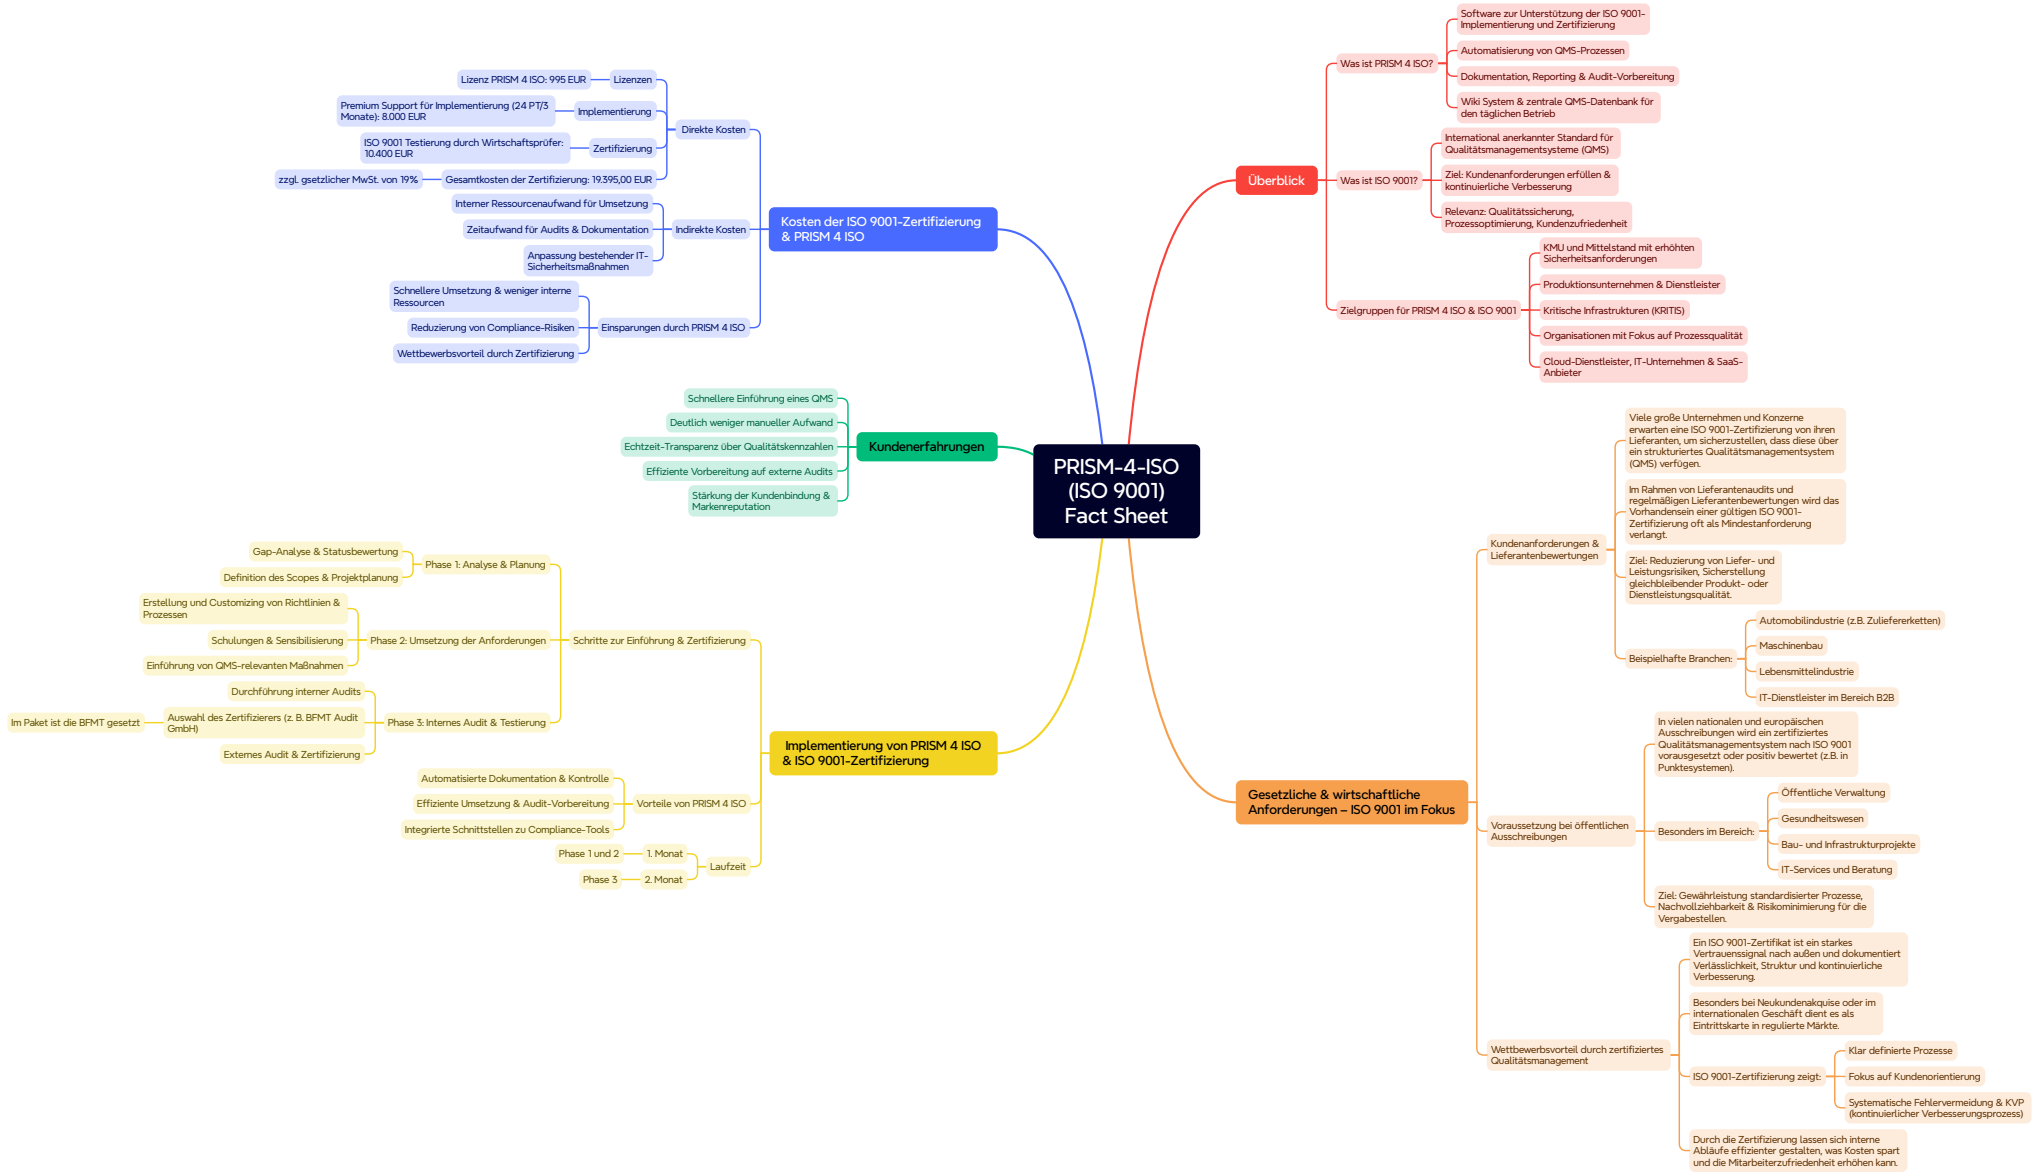 PRISM-4-ISO
(ISO 9001)
Fact Sheet
Überblick
Was ist PRISM 4 ISO?
Software zur Unterstützung der ISO 9001-
Implementierung und Zertifizierung
Automatisierung von QMS-Prozessen
Dokumentation, Reporting & Audit-Vorbereitung
Wiki System & zentrale QMS-Datenbank für
den täglichen Betrieb
Was ist ISO 9001?
International anerkannter Standard für
Qualitätsmanagementsysteme (QMS)
Ziel: Kundenanforderungen erfüllen &
kontinuierliche Verbesserung
Relevanz: Qualitätssicherung,
Prozessoptimierung, Kundenzufriedenheit
Zielgruppen für PRISM 4 ISO & ISO 9001
KMU und Mittelstand mit erhöhten
Sicherheitsanforderungen
Produktionsunternehmen & Dienstleister
Kritische Infrastrukturen (KRITIS)
Organisationen mit Fokus auf Prozessqualität
Cloud-Dienstleister, IT-Unternehmen & SaaS-
Anbieter
Gesetzliche & wirtschaftliche
Anforderungen – ISO 9001 im Fokus
Kundenanforderungen &
Lieferantenbewertungen
Viele große Unternehmen und Konzerne
erwarten eine ISO 9001-Zertifizierung von ihren
Lieferanten, um sicherzustellen, dass diese über
ein strukturiertes Qualitätsmanagementsystem
(QMS) verfügen.
Im Rahmen von Lieferantenaudits und
regelmäßigen Lieferantenbewertungen wird das
Vorhandensein einer gültigen ISO 9001-
Zertifizierung oft als Mindestanforderung
verlangt.
Ziel: Reduzierung von Liefer- und
Leistungsrisiken, Sicherstellung
gleichbleibender Produkt- oder
Dienstleistungsqualität.
Beispielhafte Branchen:
Automobilindustrie (z.B. Zuliefererketten)
Maschinenbau
Lebensmittelindustrie
IT-Dienstleister im Bereich B2B
Voraussetzung bei öffentlichen
Ausschreibungen
In vielen nationalen und europäischen
Ausschreibungen wird ein zertifiziertes
Qualitätsmanagementsystem nach ISO 9001
vorausgesetzt oder positiv bewertet (z.B. in
Punktesystemen).
Besonders im Bereich:
Öffentliche Verwaltung
Gesundheitswesen
Bau- und Infrastrukturprojekte
IT-Services und Beratung
Ziel: Gewährleistung standardisierter Prozesse,
Nachvollziehbarkeit & Risikominimierung für die
Vergabestellen.
Wettbewerbsvorteil durch zertifiziertes
Qualitätsmanagement
Ein ISO 9001-Zertifikat ist ein starkes
Vertrauenssignal nach außen und dokumentiert
Verlässlichkeit, Struktur und kontinuierliche
Verbesserung.
Besonders bei Neukundenakquise oder im
internationalen Geschäft dient es als
Eintrittskarte in regulierte Märkte.
ISO 9001-Zertifizierung zeigt:
Klar definierte Prozesse
Fokus auf Kundenorientierung
Systematische Fehlervermeidung & KVP
(kontinuierlicher Verbesserungsprozess)
Durch die Zertifizierung lassen sich interne
Abläufe effizienter gestalten, was Kosten spart
und die Mitarbeiterzufriedenheit erhöhen kann.
Kosten der ISO 9001-Zertifizierung
& PRISM 4 ISO
Direkte Kosten
Lizenzen
Lizenz PRISM 4 ISO: 995 EUR
Implementierung
Premium Support für Implementierung (24 PT/3
Monate): 8.000 EUR
Zertifizierung
ISO 9001 Testierung durch Wirtschaftsprüfer:
10.400 EUR
Gesamtkosten der Zertifizierung: 19.395,00 EUR
zzgl. gsetzlicher MwSt. von 19%
Indirekte Kosten
Interner Ressourcenaufwand für Umsetzung
Zeitaufwand für Audits & Dokumentation
Anpassung bestehender IT-
Sicherheitsmaßnahmen
Einsparungen durch PRISM 4 ISO
Schnellere Umsetzung & weniger interne
Ressourcen
Reduzierung von Compliance-Risiken
Wettbewerbsvorteil durch Zertifizierung
Kundenerfahrungen
Schnellere Einführung eines QMS
Deutlich weniger manueller Aufwand
Echtzeit-Transparenz über Qualitätskennzahlen
Effiziente Vorbereitung auf externe Audits
Stärkung der Kundenbindung &
Markenreputation
Implementierung von PRISM 4 ISO
& ISO 9001-Zertifizierung
Schritte zur Einführung & Zertifizierung
Phase 1: Analyse & Planung
Gap-Analyse & Statusbewertung
Definition des Scopes & Projektplanung
Phase 2: Umsetzung der Anforderungen
Erstellung und Customizing von Richtlinien &
Prozessen
Schulungen & Sensibilisierung
Einführung von QMS-relevanten Maßnahmen
Phase 3: Internes Audit & Testierung
Durchführung interner Audits
Auswahl des Zertifizierers (z. B. BFMT Audit
GmbH)
Im Paket ist die BFMT gesetzt
Externes Audit & Zertifizierung
Vorteile von PRISM 4 ISO
Automatisierte Dokumentation & Kontrolle
Effiziente Umsetzung & Audit-Vorbereitung
Integrierte Schnittstellen zu Compliance-Tools
Laufzeit
1. Monat
Phase 1 und 2
2. Monat
Phase 3